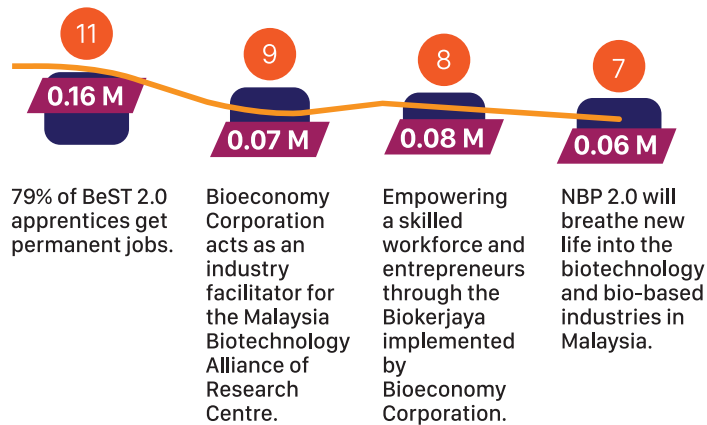 11
0.16 M
79% of BeST 2.0
apprentices get
permanent jobs.
9
0.07 M
Bioeconomy
Corporation
acts as an
industry
facilitator for
the Malaysia
Biotechnology
Alliance of
Research
Centre.
8
0.08 M
Empowering
a skilled
workforce and
entrepreneurs
through the
Biokerjaya
implemented
by
Bioeconomy
Corporation.
7
0.06 M
NBP 2.0 will
breathe new
life into the
biotechnology
and bio-based
industries in
Malaysia.